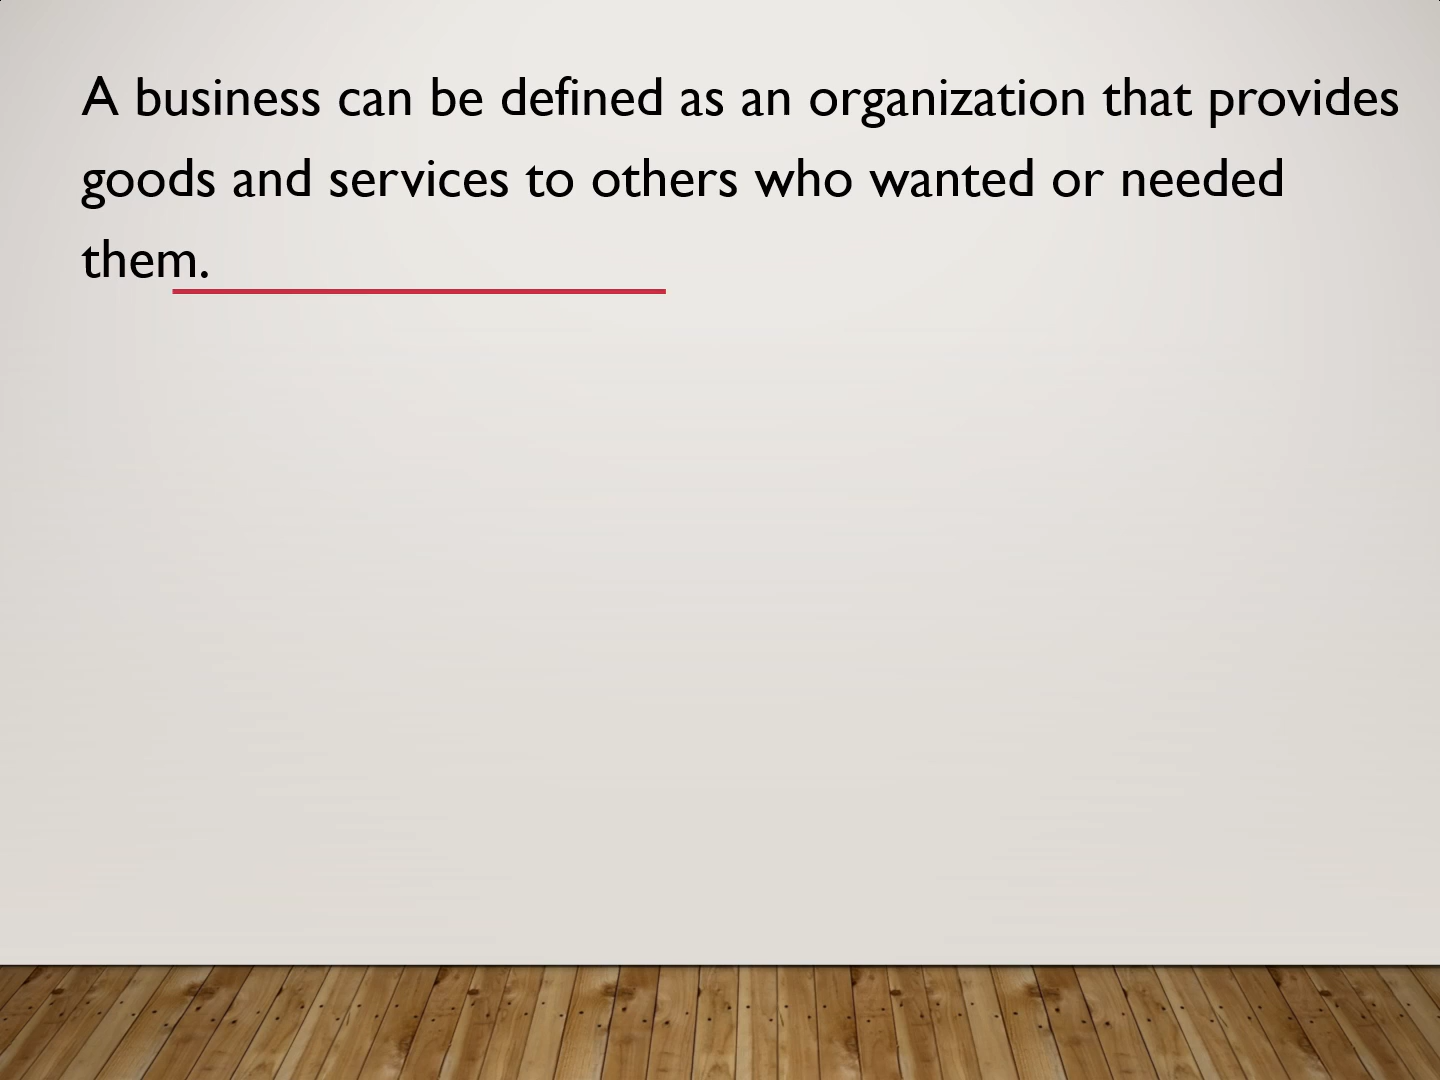 A business can be defined as an organization that provides
goods and services to others who wanted or needed
them.